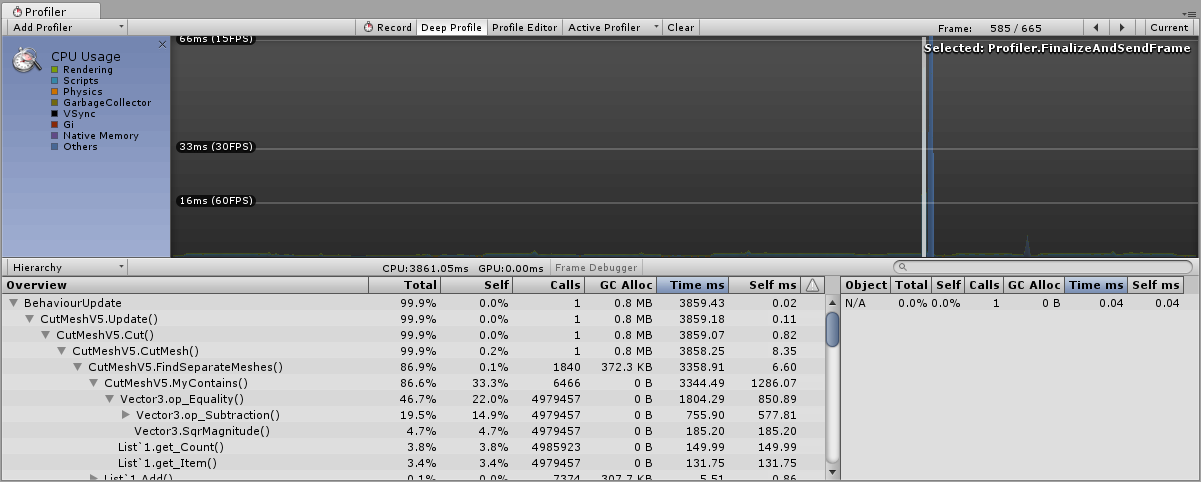 Profiler
Add Profiler Record Deep Profile Profile Editor Active Profiler Clear Frame: 585 / 665 Current
CPU Usage
Rendering
Scripts
Physics
GarbageCollector
VSync
Gi
Native Memory
Others
66ms (15FPS)
Selected: Profiler.FinalizeAndSendFrame
33ms (30FPS)
16ms (60FPS)
Hierarchy CPU:3861.05ms GPU:0.00ms Frame Debugger
Overview Total Self Calls GC Alloc Time ms Self ms
BehaviourUpdate 99.9% 0.0% 1 0.8 MB 3859.43 0.02
CutMeshV5.Update() 99.9% 0.0% 1 0.8 MB 3859.18 0.11
CutMeshV5.Cut() 99.9% 0.0% 1 0.8 MB 3859.07 0.82
CutMeshV5.CutMesh() 99.9% 0.2% 1 0.8 MB 3858.25 8.35
CutMeshV5.FindSeparateMeshes() 86.9% 0.1% 1840 372.3 KB 3358.91 6.60
CutMeshV5.MyContains() 86.6% 33.3% 6466 0 B 3344.49 1286.07
Vector3.op_Equality() 46.7% 22.0% 4979457 0 B 1804.29 850.89
Vector3.op_Subtraction() 19.5% 14.9% 4979457 0 B 755.90 577.81
Vector3.SqrMagnitude() 4.7% 4.7% 4979457 0 B 185.20 185.20
List`1.get_Count() 3.8% 3.8% 4985923 0 B 149.99 149.99
List`1.get_Item() 3.4% 3.4% 4979457 0 B 131.75 131.75
List`1.Add() 0.1% 0.0% 7374 307.7 KB 5.51 0.86
Object Total Self Calls GC Alloc Time ms Self ms
N/A 0.0% 0.0% 1 0 B 0.04 0.04